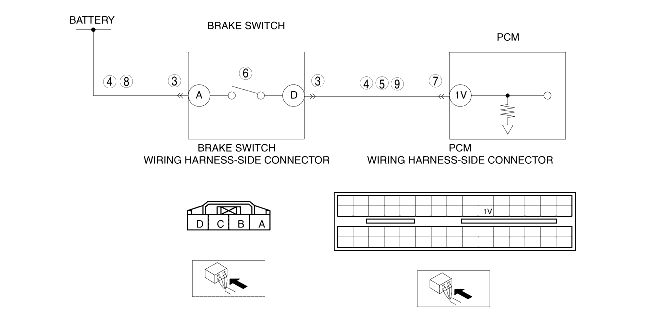 BATTERY
BRAKE SWITCH
PCM
4 8 3 A 6 D 3 4 5 9 7 1V
BRAKE SWITCH
WIRING HARNESS-SIDE CONNECTOR
PCM
WIRING HARNESS-SIDE CONNECTOR
D C B A
1V